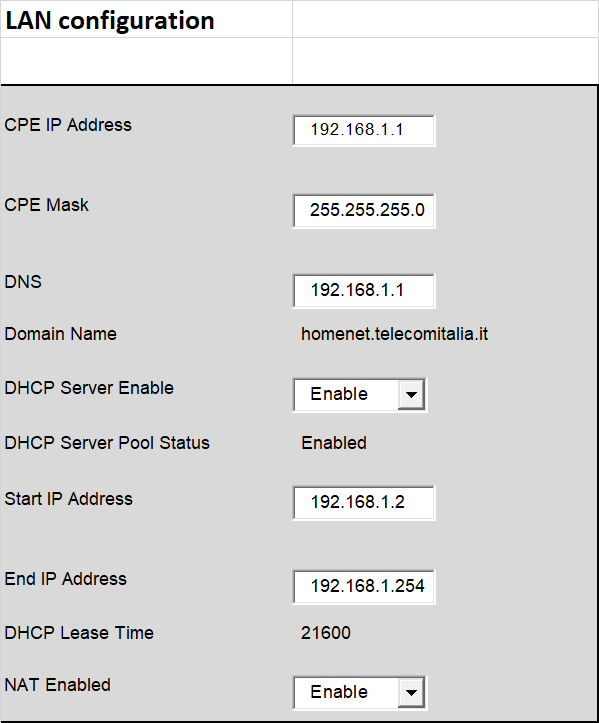 LAN configuration
CPE IP Address 192.168.1.1
CPE Mask 255.255.255.0
DNS 192.168.1.1
Domain Name homenet.telecomitalia.it
DHCP Server Enable Enable
DHCP Server Pool Status Enabled
Start IP Address 192.168.1.2
End IP Address 192.168.1.254
DHCP Lease Time 21600
NAT Enabled Enable